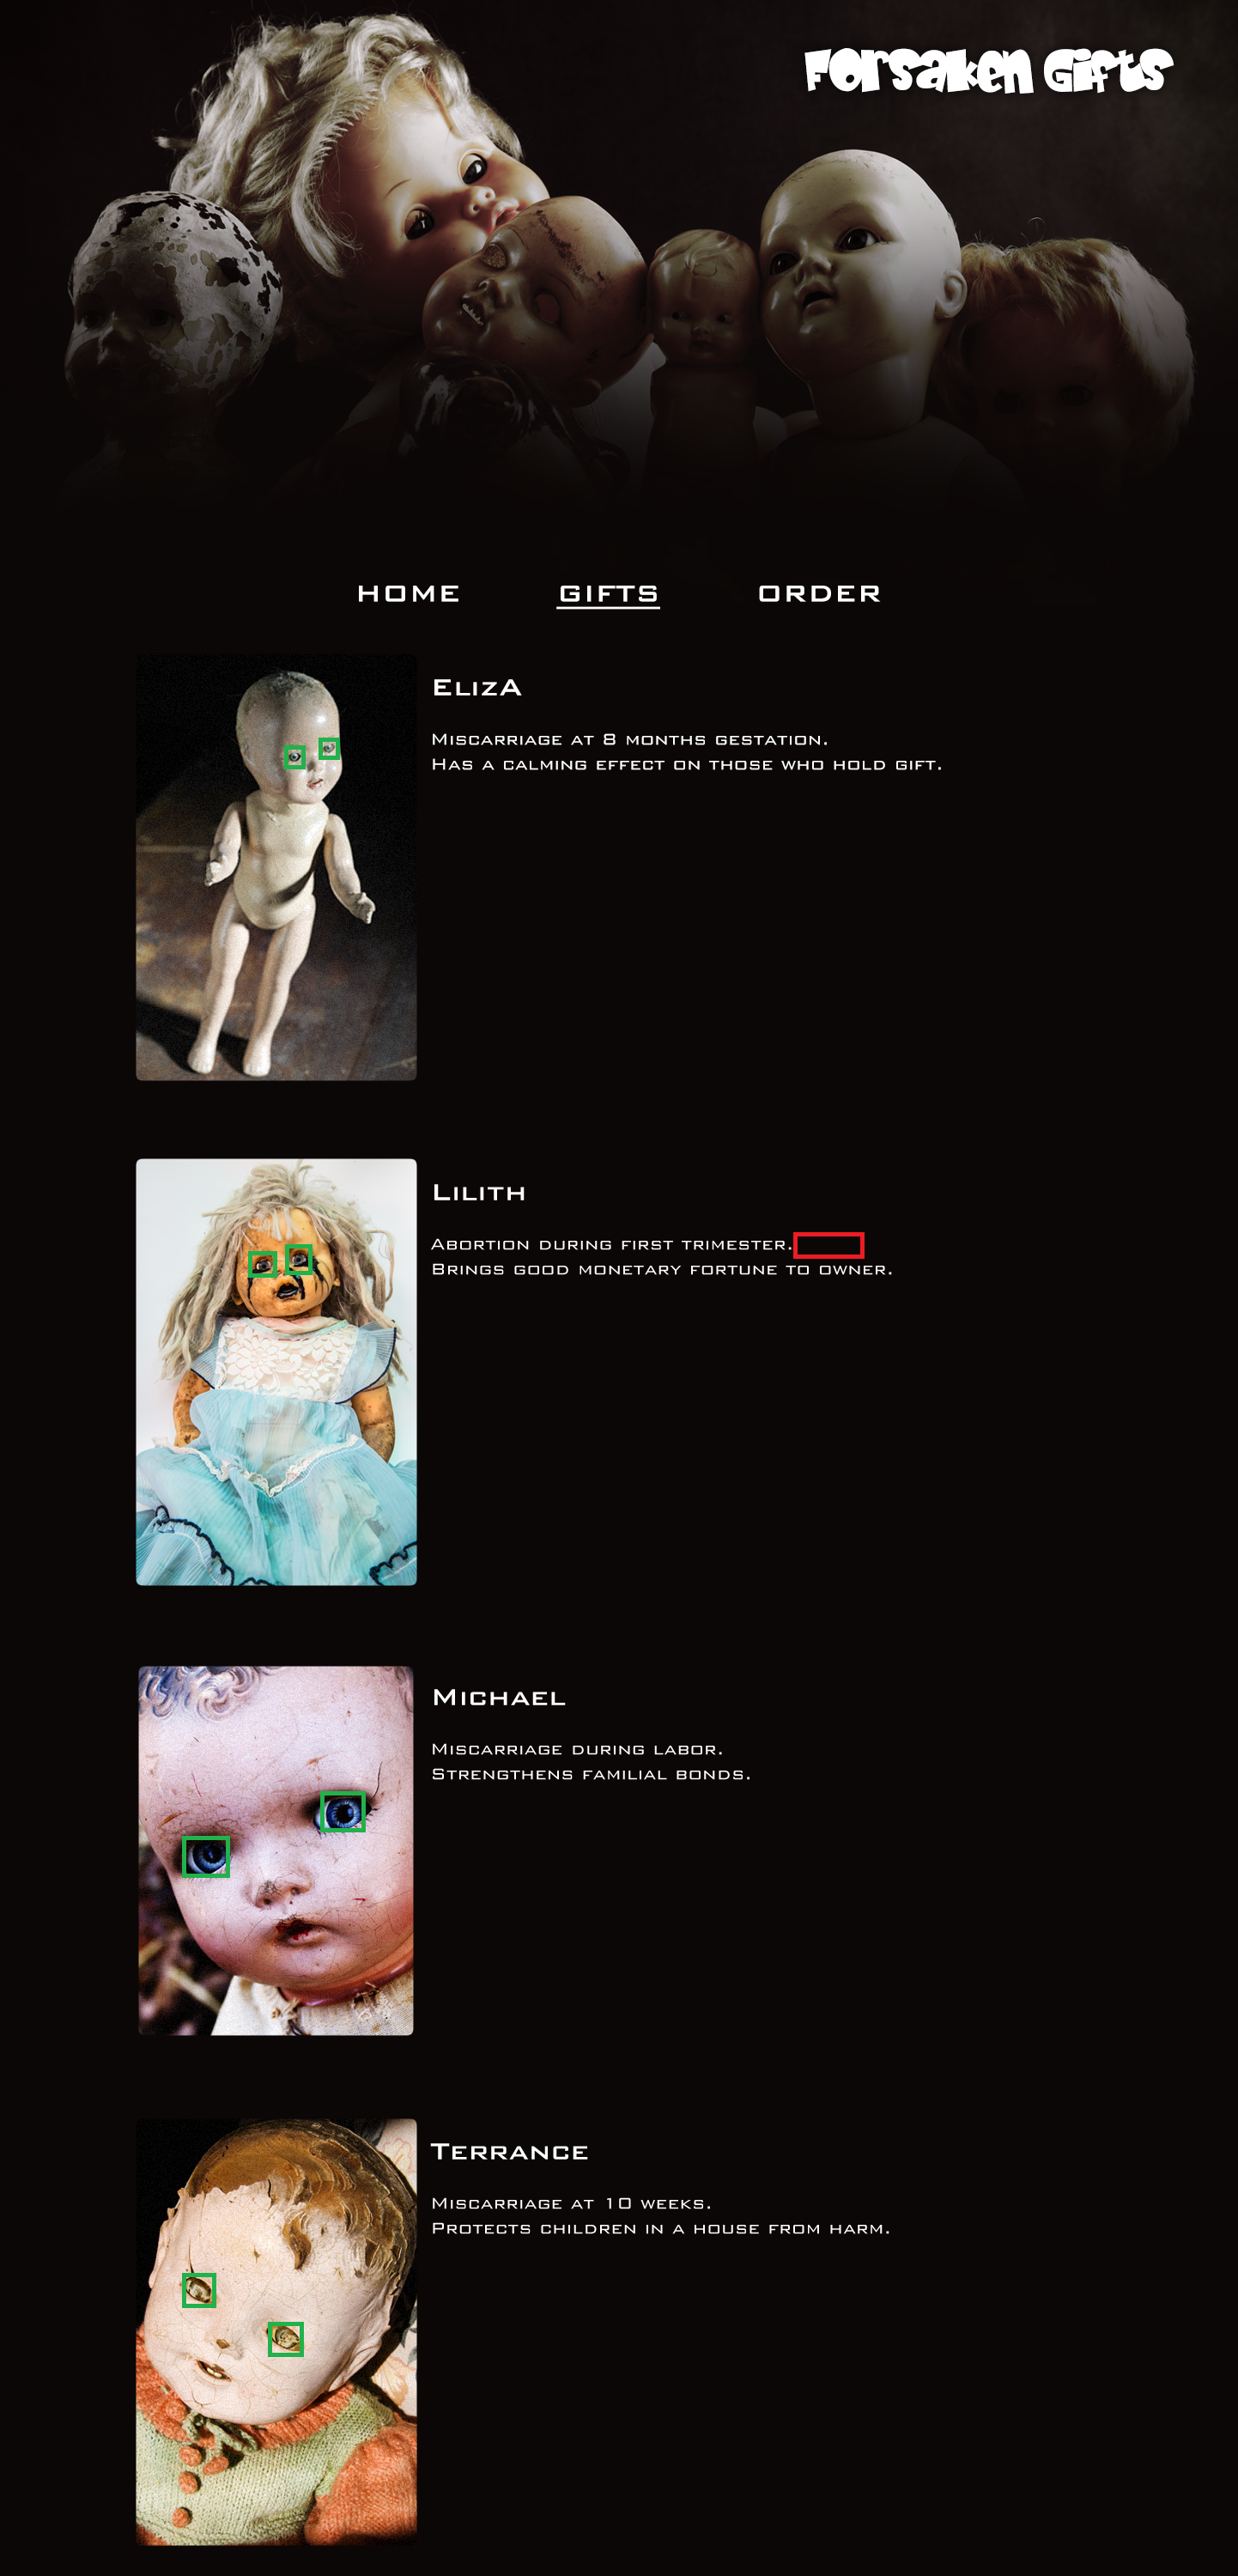 Forsaken Gifts
HOME GIFTS ORDER
ElizA
Miscarriage at 8 months gestation.
Has a calming effect on those who hold gift.
Lilith
Abortion during first trimester.
Brings good monetary fortune to owner.
Michael
Miscarriage during labor.
Strengthens familial bonds.
Terrance
Miscarriage at 10 weeks.
Protects children in a house from harm.